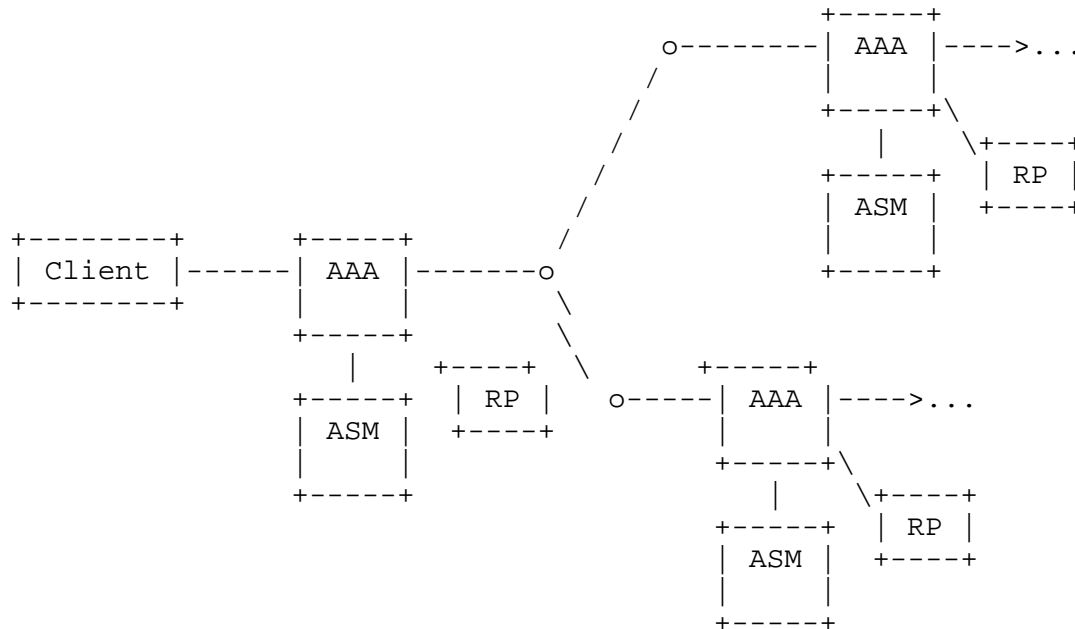 AAA ---->...
RP
ASM
Client AAA
RP AAA ---->...
ASM
RP
ASM